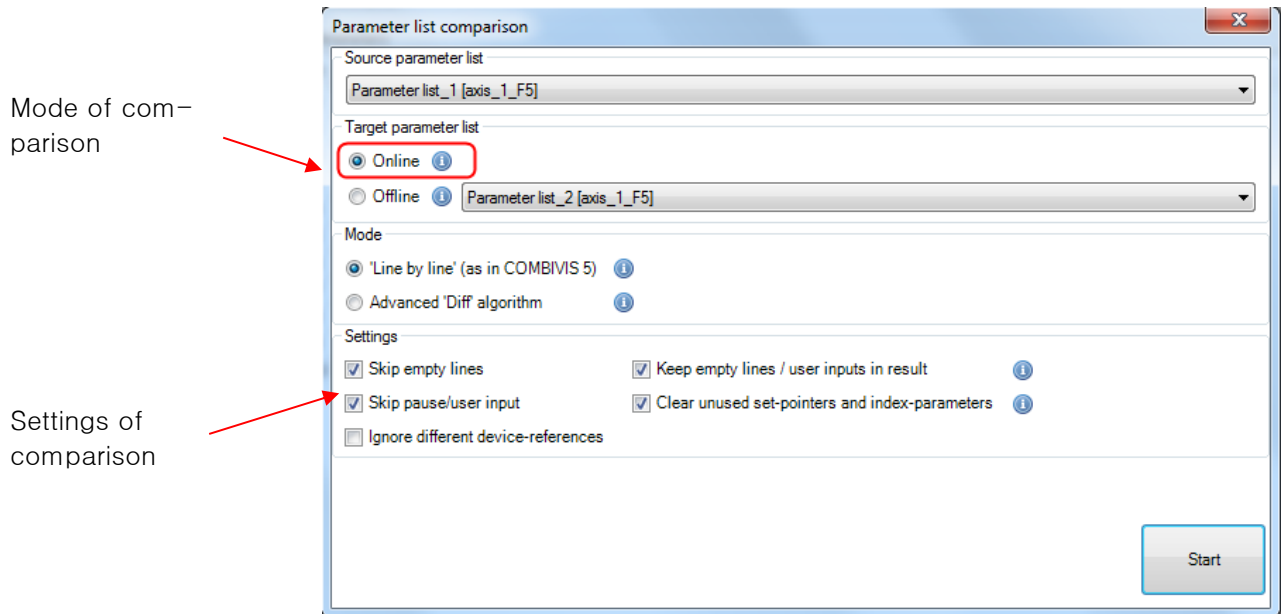 Parameter list comparison
Source parameter list
Parameter list_1 [axis_1_F5]
Mode of com-
parison
Target parameter list
Online
Offline Parameter list_2 [axis_1_F5]
Mode
'Line by line' (as in COMBIVIS 5)
Advanced 'Diff' algorithm
Settings
Skip empty lines Keep empty lines / user inputs in result
Skip pause/user input Clear unused set-pointers and index-parameters
Ignore different device-references
Settings of
comparison
Start